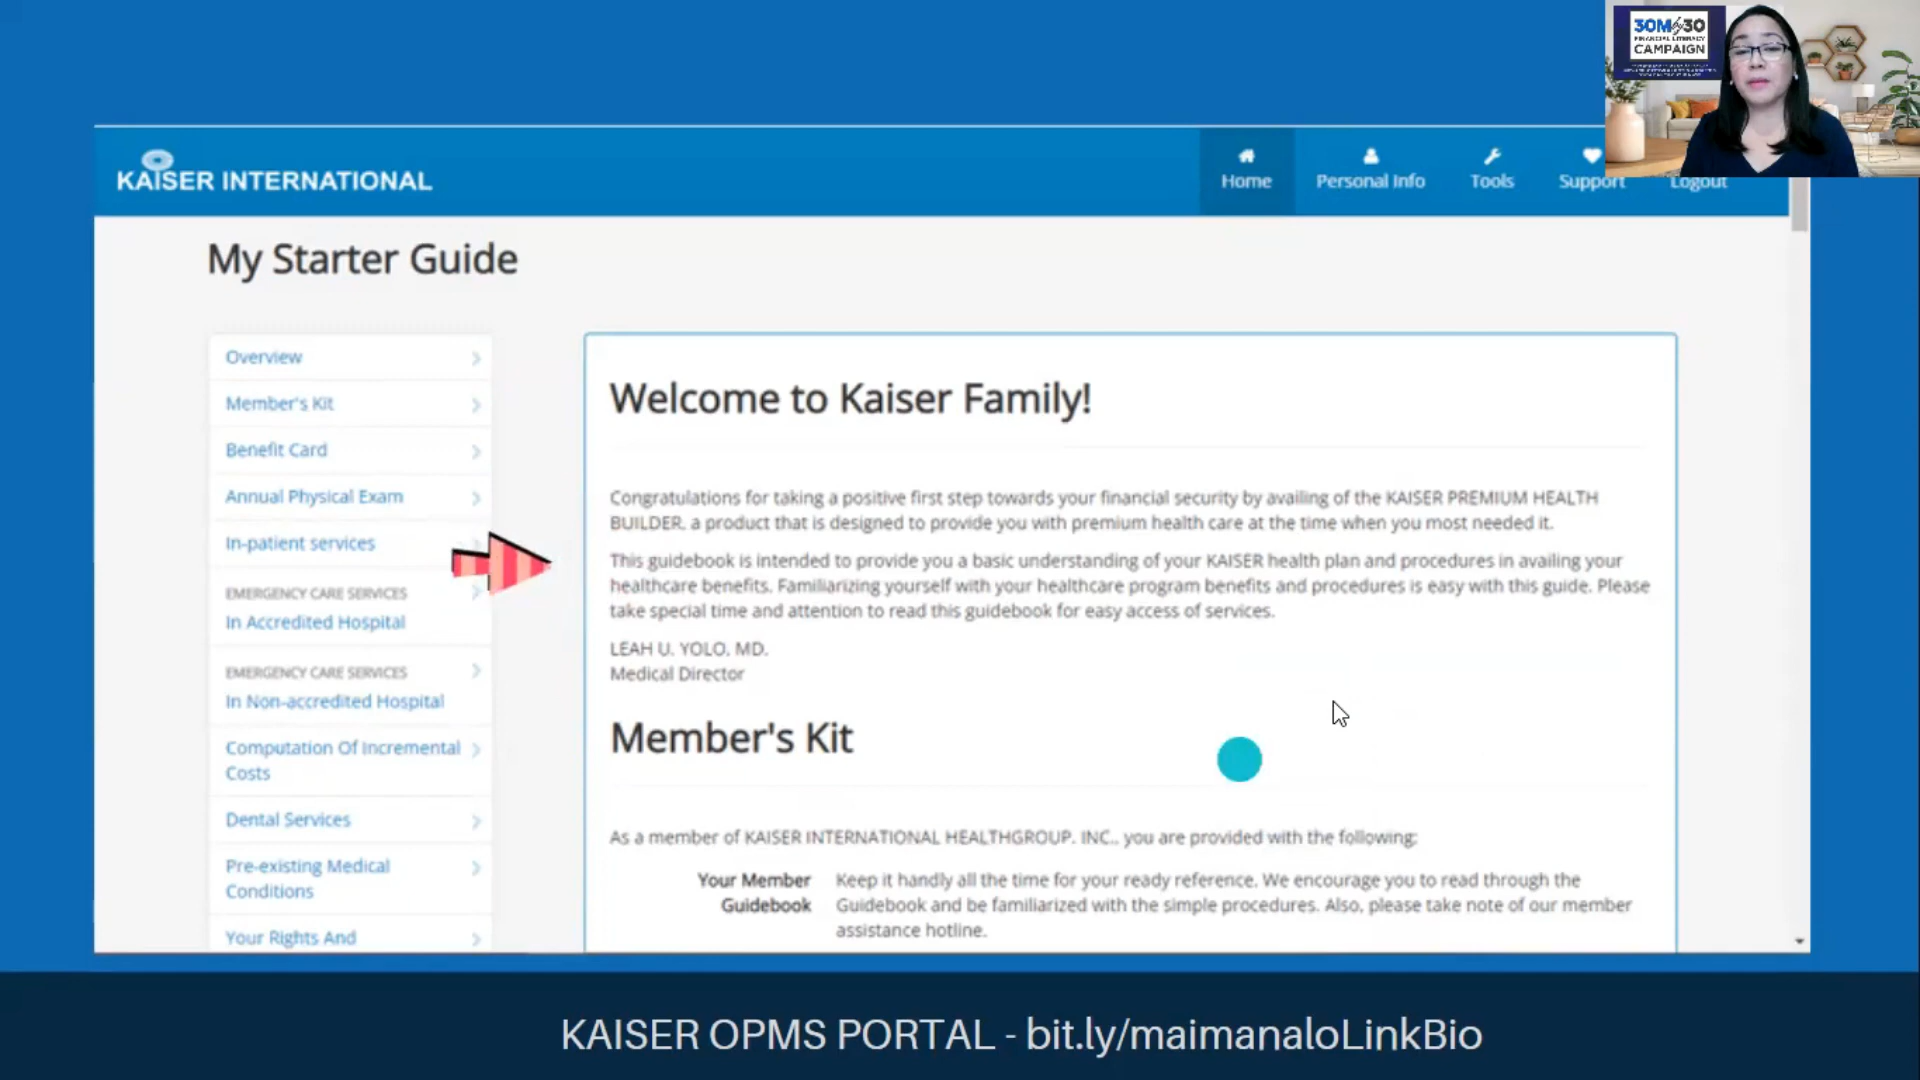 30M by 30
FINANCIAL LITERACY
CAMPAIGN
KAISER INTERNATIONAL
Home
Personal Info
Tools
Support
Logout
My Starter Guide
Overview
Member's Kit
Benefit Card
Annual Physical Exam
In-patient services
EMERGENCY CARE SERVICES
In Accredited Hospital
EMERGENCY CARE SERVICES
In Non-accredited Hospital
Computation Of Incremental
Costs
Dental Services
Pre-existing Medical
Conditions
Your Rights And
Welcome to Kaiser Family!
Congratulations for taking a positive first step towards your financial security by availing of the KAISER PREMIUM HEALTH
BUILDER, a product that is designed to provide you with premium health care at the time when you most needed it.
This guidebook is intended to provide you a basic understanding of your KAISER health plan and procedures in availing your
healthcare benefits. Familiarizing yourself with your healthcare program benefits and procedures is easy with this guide. Please
take special time and attention to read this guidebook for easy access of services.
LEAH U. YOLO, MD.
Medical Director
Member's Kit
As a member of KAISER INTERNATIONAL HEALTHGROUP, INC., you are provided with the following:
Your Member
Guidebook
Keep it handly all the time for your ready reference. We encourage you to read through the
Guidebook and be familiarized with the simple procedures. Also, please take note of our member
assistance hotline.
KAISER OPMS PORTAL - bit.ly/maimanaloLinkBio